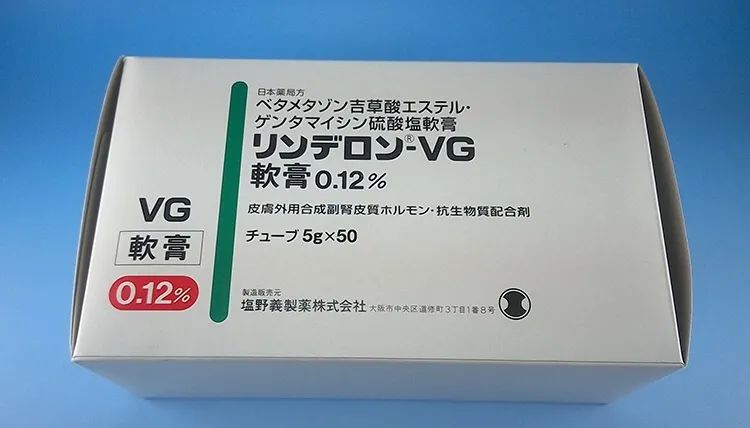 日本薬局方
ベタメタゾン吉草酸エステル・
ゲンタマイシン硫酸塩軟膏
リンデロン®-VG
軟膏0.12%
皮膚外用合成副腎皮質ホルモン・抗生物質配合剤
チューブ 5g×50
VG
軟膏
0.12%
製造販売元
塩野義製薬株式会社 大阪市中央区道修町3丁目1番8号